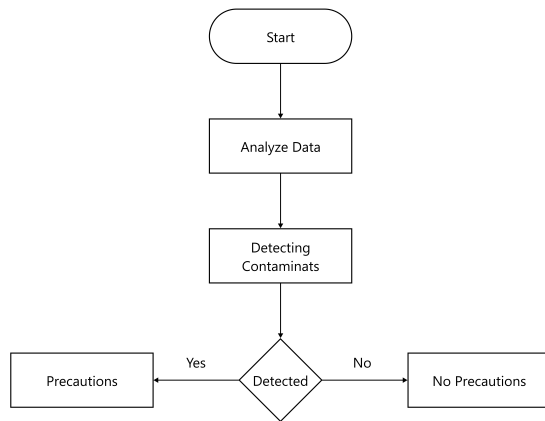 Start
Analyze Data
Detecting
Contaminats
Yes
No
Precautions
Detected
No Precautions